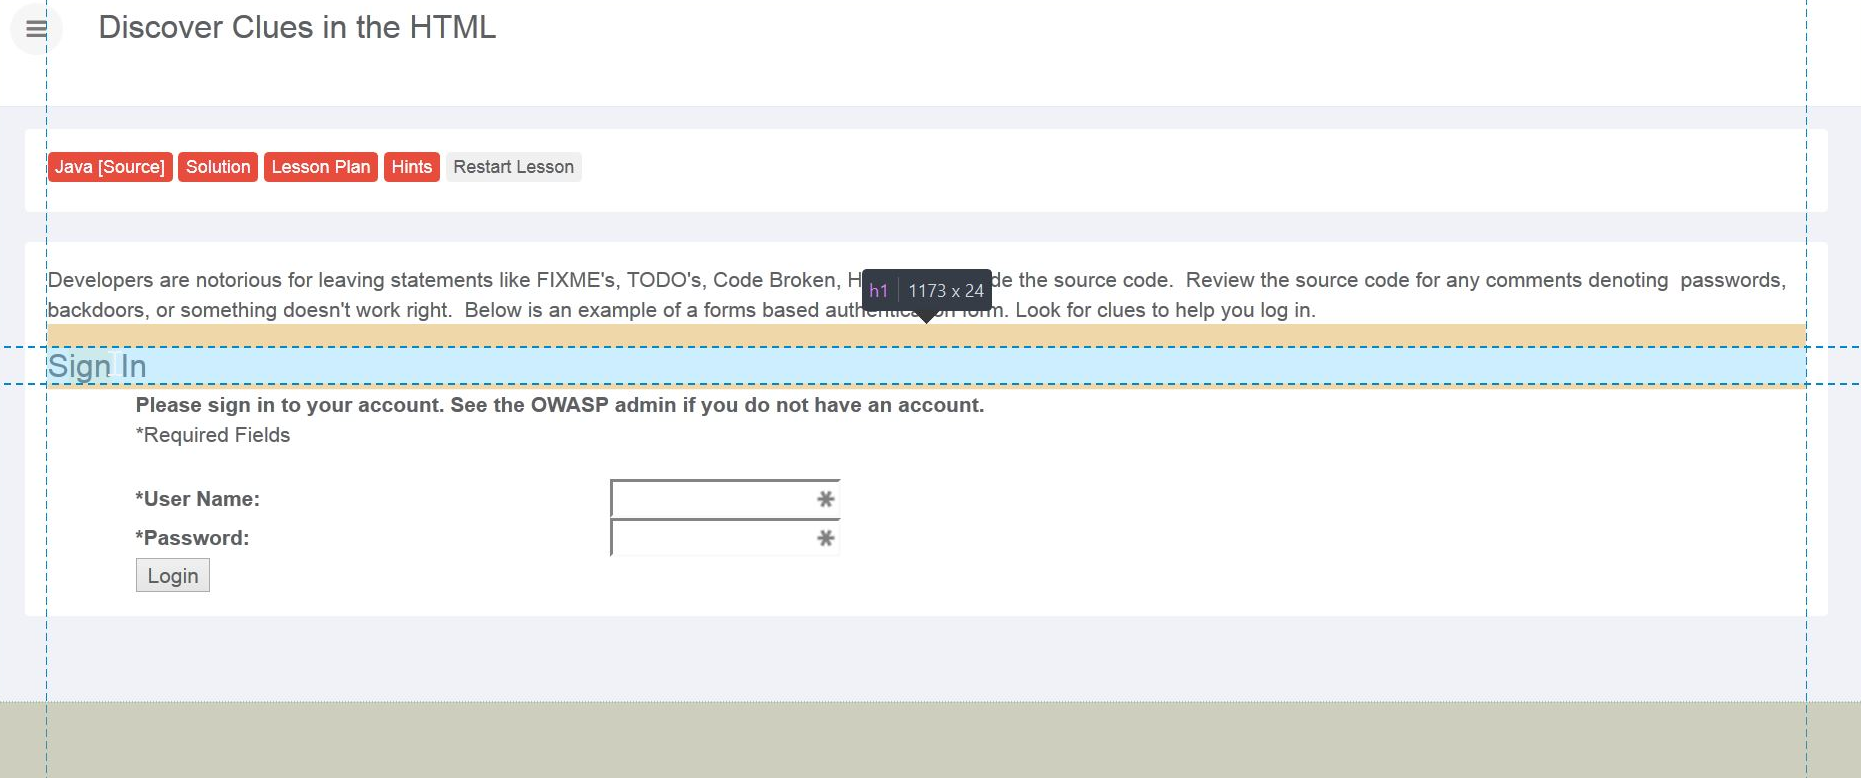 Discover Clues in the HTML
Java [Source] Solution Lesson Plan Hints Restart Lesson
Developers are notorious for leaving statements like FIXME's, TODO's, Code Broken, H de the source code. Review the source code for any comments denoting passwords,
h1 1173 x 24
backdoors, or something doesn't work right. Below is an example of a forms based authentication form. Look for clues to help you log in.
Sign In
Please sign in to your account. See the OWASP admin if you do not have an account.
*Required Fields
*User Name:
*Password:
Login